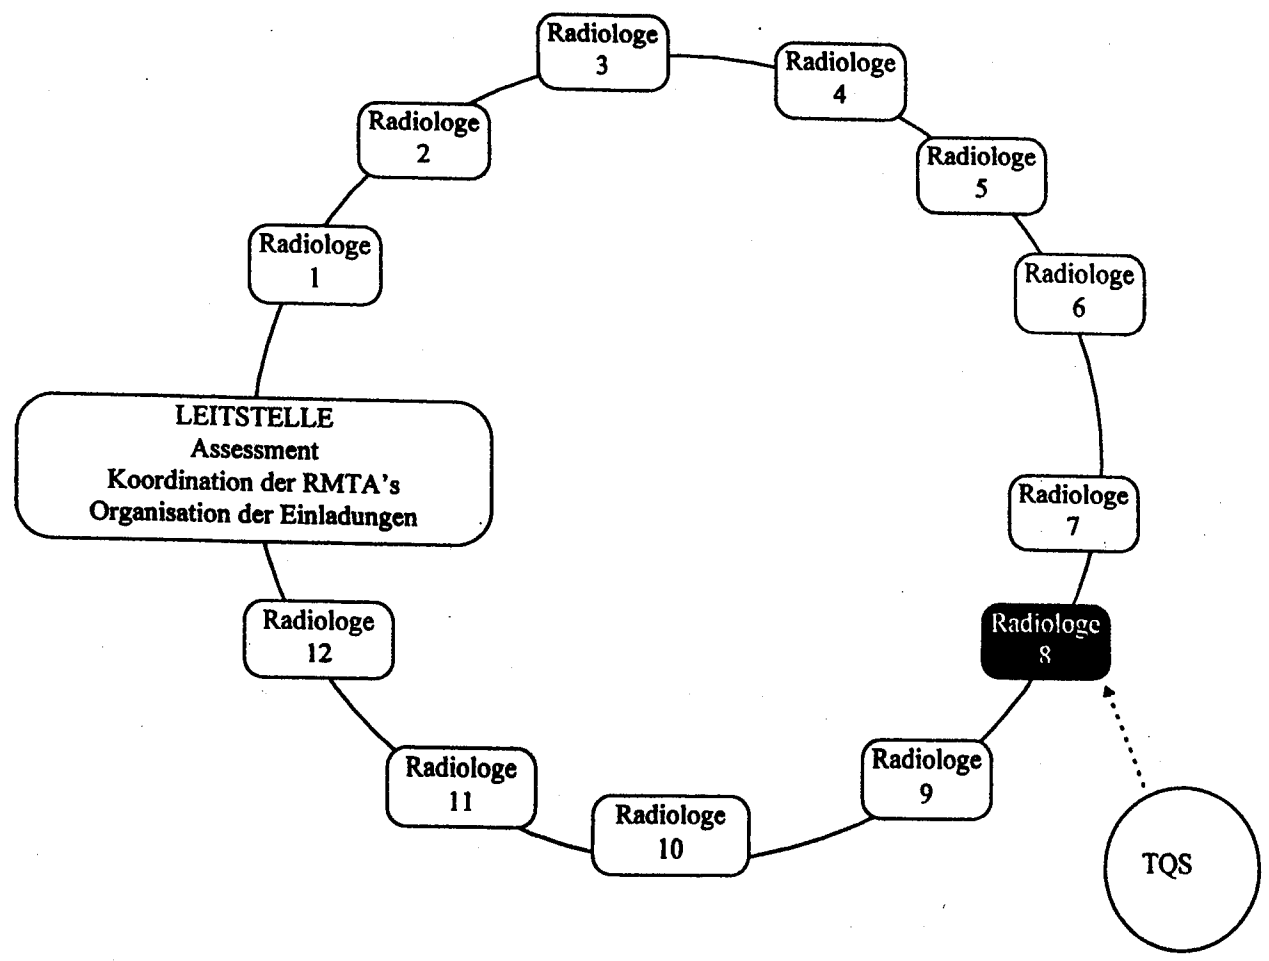 Radiologe
3
Radiologe
4
Radiologe
2
Radiologe
5
Radiologe
1
Radiologe
6
LEITSTELLE
Assessment
Koordination der RMTA's
Organisation der Einladungen
Radiologe
7
Radiologe
12
Radiologe
8
Radiologe
11
Radiologe
10
Radiologe
9
TQS